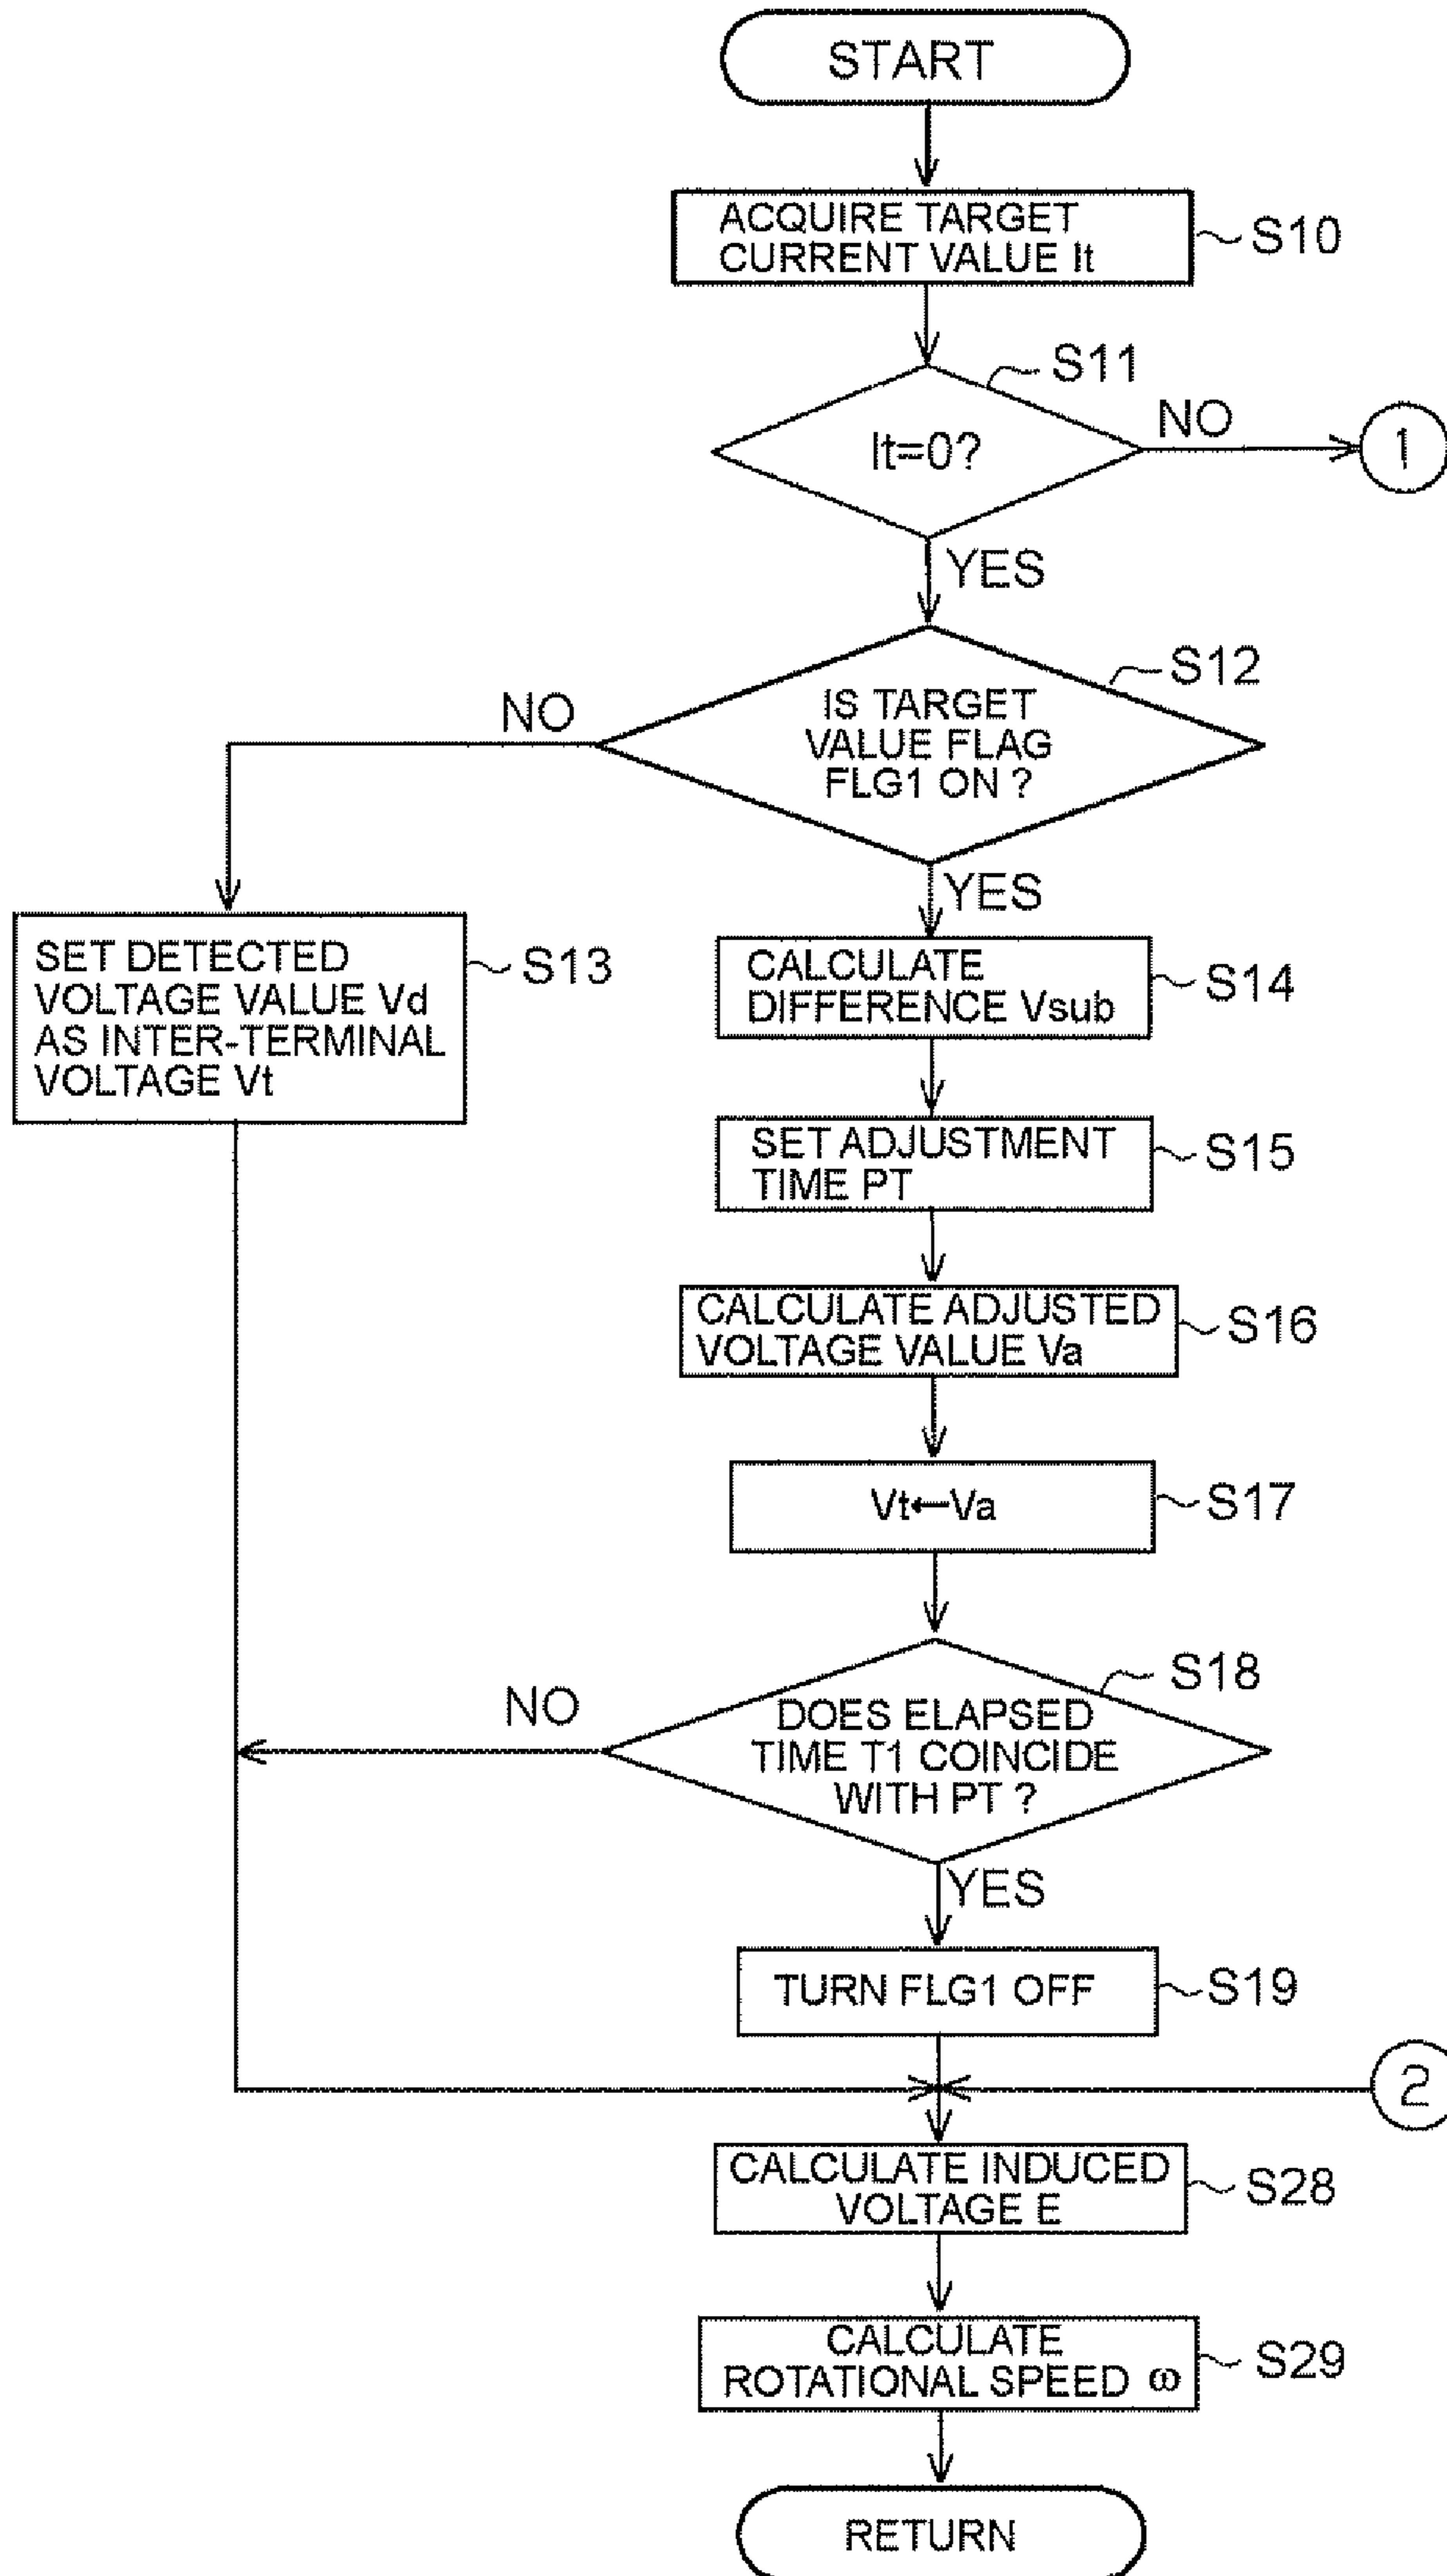 START
ACQUIRE TARGET
CURRENT VALUE It
S10
S11
It=0?
NO
1
YES
S12
IS TARGET
VALUE FLAG
FLG1 ON ?
NO
YES
SET DETECTED
VOLTAGE VALUE Vd
AS INTER-TERMINAL
VOLTAGE Vt
S13
CALCULATE
DIFFERENCE Vsub
S14
SET ADJUSTMENT
TIME PT
S15
CALCULATE ADJUSTED
VOLTAGE VALUE Va
S16
Vt←Va
S17
S18
DOES ELAPSED
TIME T1 COINCIDE
WITH PT ?
NO
YES
TURN FLG1 OFF
S19
2
CALCULATE INDUCED
VOLTAGE E
S28
CALCULATE
ROTATIONAL SPEED ω
S29
RETURN